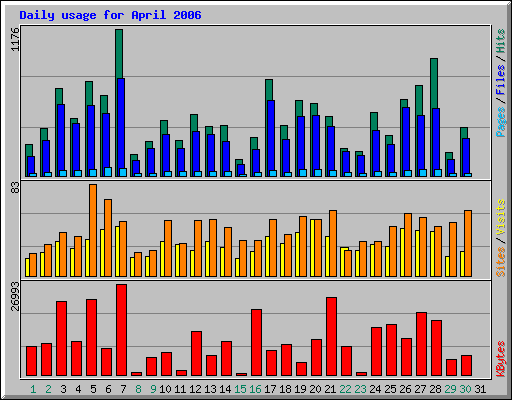 Daily usage for April 2006
1176
Pages / Files / Hits
83
Sites / Visits
26993
KBytes
1 2 3 4 5 6 7 8 9 10 11 12 13 14 15 16 17 18 19 20 21 22 23 24 25 26 27 28 29 30 31